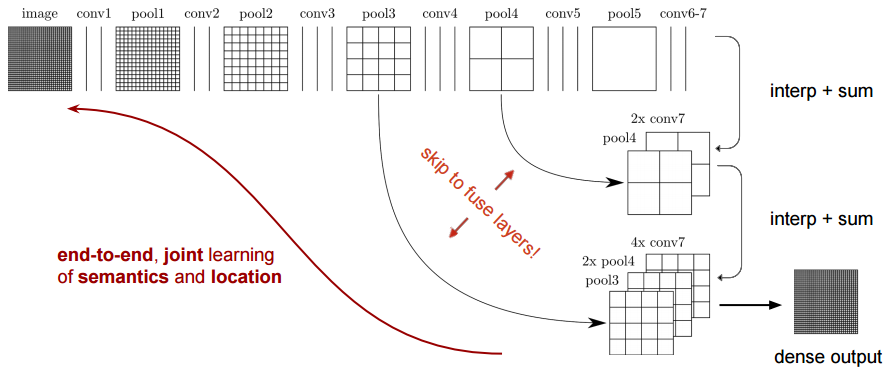 image conv1 pool1 conv2 pool2 conv3 pool3 conv4 pool4 conv5 pool5 conv6-7
interp + sum
2x conv7
pool4
skip to fuse layers!
interp + sum
4x conv7
2x pool4
pool3
end-to-end, joint learning
of semantics and location
dense output